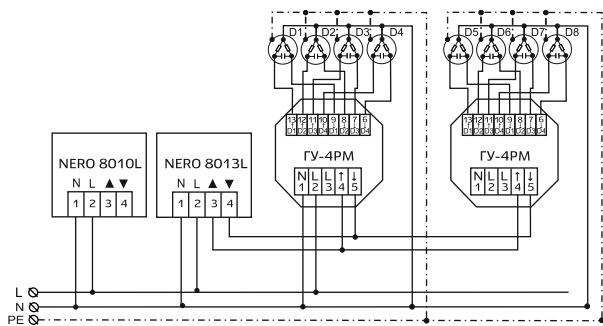 D1 D2 D3 D4
D5 D6 D7 D8
13 12 11 10 9 8 7 6
D1 D2 D3 D4 D1 D2 D3 D4
13 12 11 10 9 8 7 6
D1 D2 D3 D4 D1 D2 D3 D4
NERO 8010L
N L ▲ ▼
1 2 3 4
NERO 8013L
N L ▲ ▼
1 2 3 4
ГУ-4РМ
N L L ↑ ↓
1 2 3 4 5
ГУ-4РМ
N L L ↑ ↓
1 2 3 4 5
L
N
PE